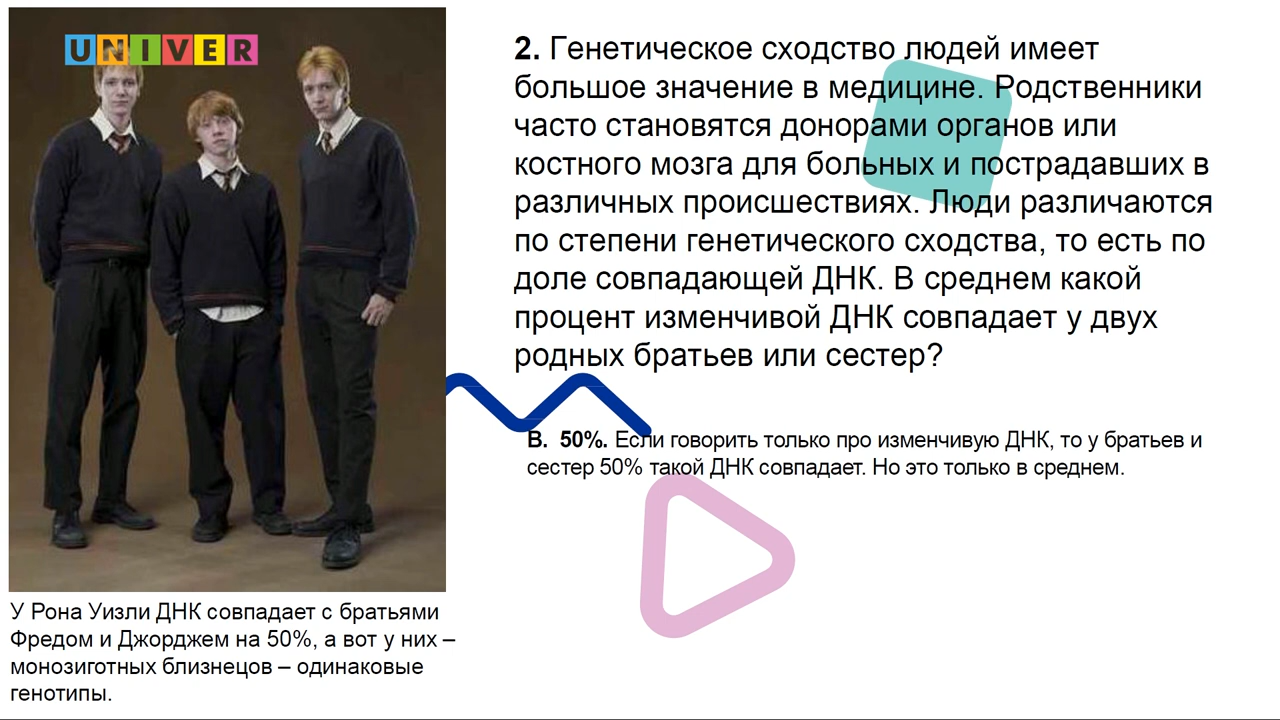 UNIVER
2. Генетическое сходство людей имеет
большое значение в медицине. Родственники
часто становятся донорами органов или
костного мозга для больных и пострадавших в
различных происшествиях. Люди различаются
по степени генетического сходства, то есть по
доле совпадающей ДНК. В среднем какой
процент изменчивой ДНК совпадает у двух
родных братьев или сестер?
В. 50%. Если говорить только про изменчивую ДНК, то у братьев и
сестер 50% такой ДНК совпадает. Но это только в среднем.
У Рона Уизли ДНК совпадает с братьями
Фредом и Джорджем на 50%, а вот у них –
монозиготных близнецов – одинаковые
генотипы.